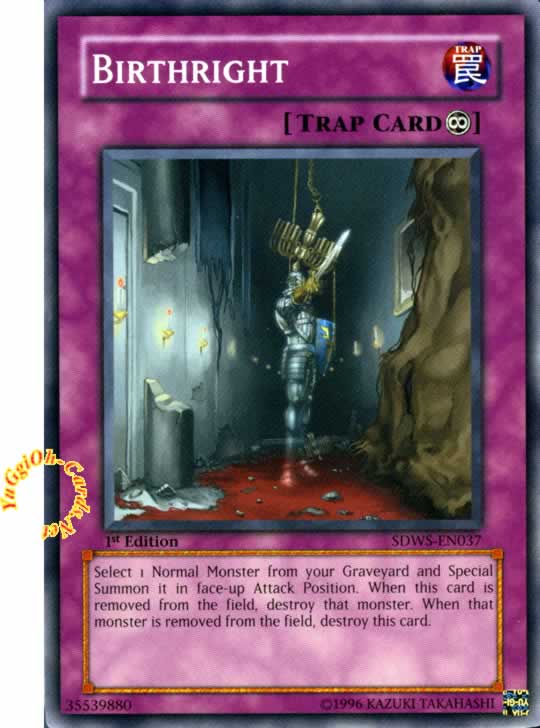 BIRTHRIGHT
TRAP
罠
[TRAP CARD∞]
YuGgiOh-Cards.Net
1st Edition
SDWS-EN037
Select 1 Normal Monster from your Graveyard and Special
Summon it in face-up Attack Position. When this card is
removed from the field, destroy that monster. When that
monster is removed from the field, destroy this card.
35539880
©1996 KAZUKI TAKAHASHI